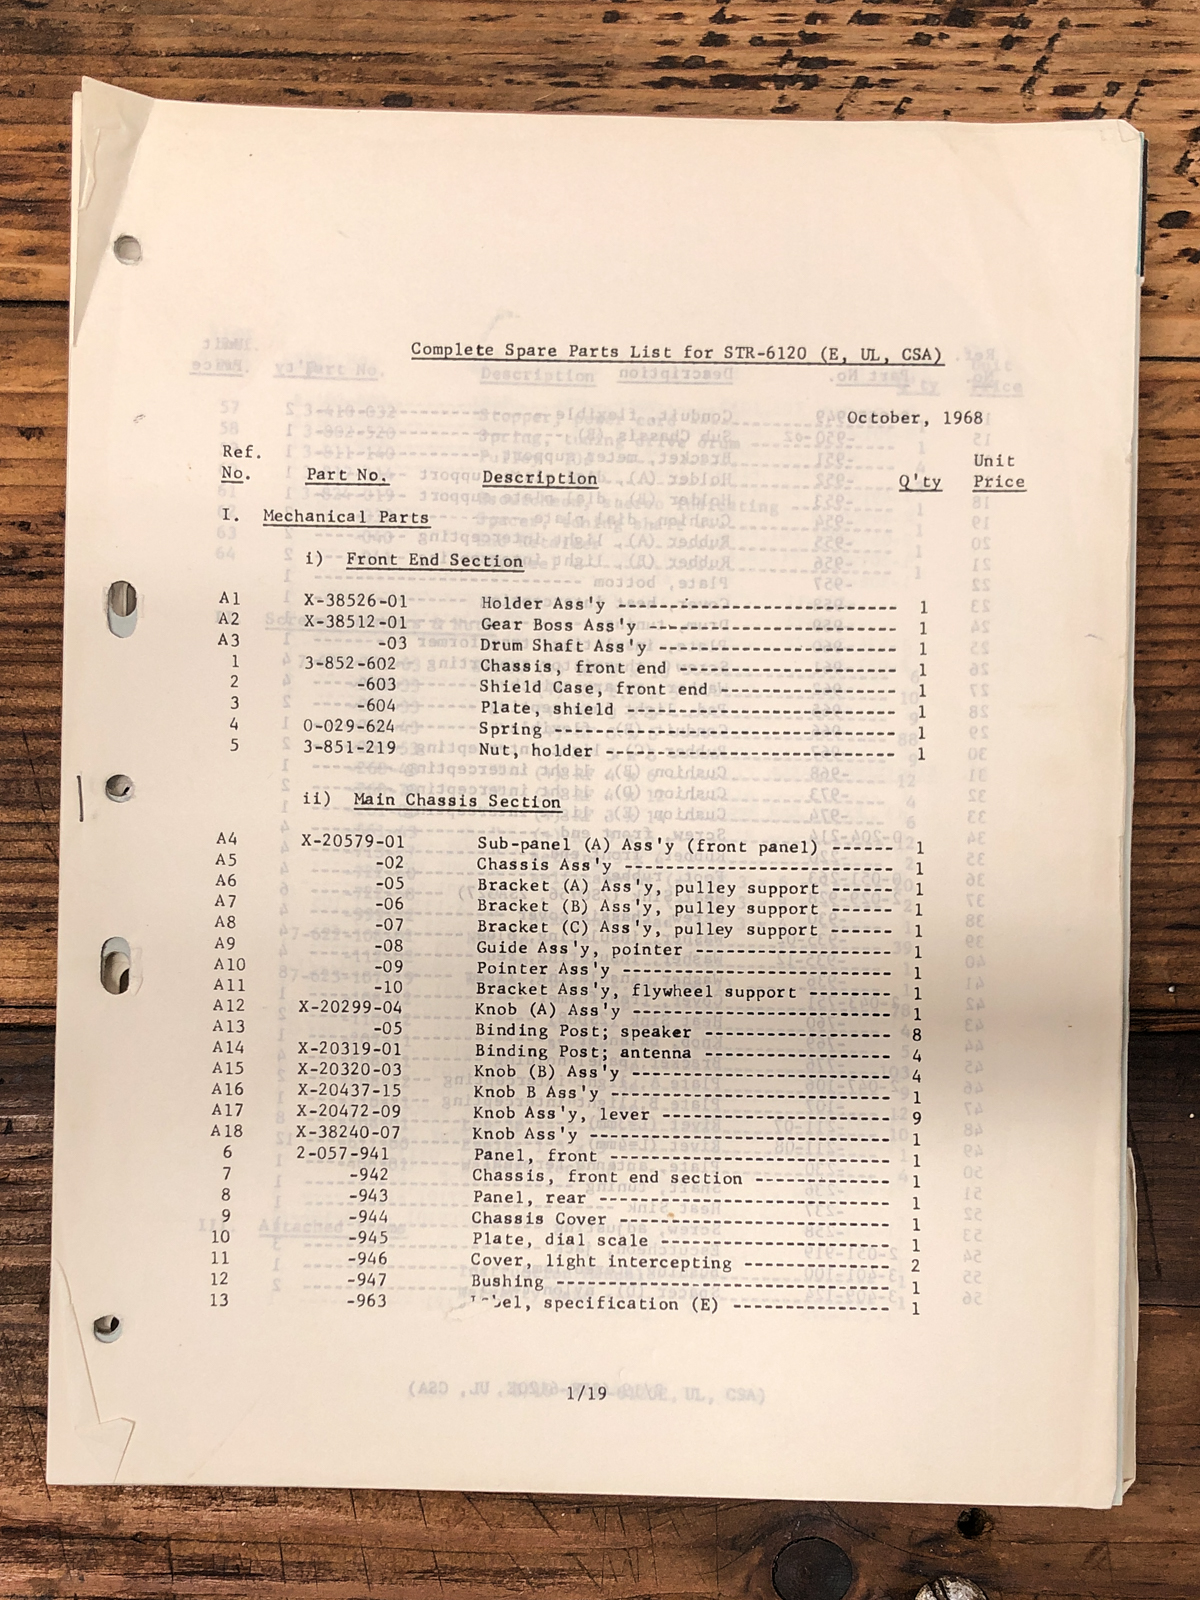 Complete Spare Parts List for STR-6120 (E, UL, CSA)
October, 1968
Ref. No. Part No. Description Q'ty Unit Price
I. Mechanical Parts
i) Front End Section
A1 X-38526-01 Holder Ass'y ---------------------------- 1
A2 X-38512-01 Gear Boss Ass'y -------------------------- 1
A3 -03 Drum Shaft Ass'y ------------------------- 1
1 3-852-602 Chassis, front end ---------------------- 1
2 -603 Shield Case, front end ------------------ 1
3 -604 Plate, shield --------------------------- 1
4 0-029-624 Spring ---------------------------------- 1
5 3-851-219 Nut, holder ----------------------------- 1
ii) Main Chassis Section
A4 X-20579-01 Sub-panel (A) Ass'y (front panel) ------ 1
A5 -02 Chassis Ass'y --------------------------- 1
A6 -05 Bracket (A) Ass'y, pulley support ------ 1
A7 -06 Bracket (B) Ass'y, pulley support ------ 1
A8 -07 Bracket (C) Ass'y, pulley support ------ 1
A9 -08 Guide Ass'y, pointer -------------------- 1
A10 -09 Pointer Ass'y --------------------------- 1
A11 -10 Bracket Ass'y, flywheel support -------- 1
A12 X-20299-04 Knob (A) Ass'y -------------------------- 1
A13 -05 Binding Post; speaker ------------------- 8
A14 X-20319-01 Binding Post; antenna ------------------- 4
A15 X-20320-03 Knob (B) Ass'y -------------------------- 4
A16 X-20437-15 Knob B Ass'y ---------------------------- 1
A17 X-20472-09 Knob Ass'y, lever ----------------------- 9
A18 X-38240-07 Knob Ass'y ------------------------------ 1
6 2-057-941 Panel, front ---------------------------- 1
7 -942 Chassis, front end section ------------- 1
8 -943 Panel, rear ----------------------------- 1
9 -944 Chassis Cover --------------------------- 1
10 -945 Plate, dial scale ----------------------- 1
11 -946 Cover, light intercepting -------------- 2
12 -947 Bushing --------------------------------- 1
13 -963 specification (E) --------------- 1
1/19